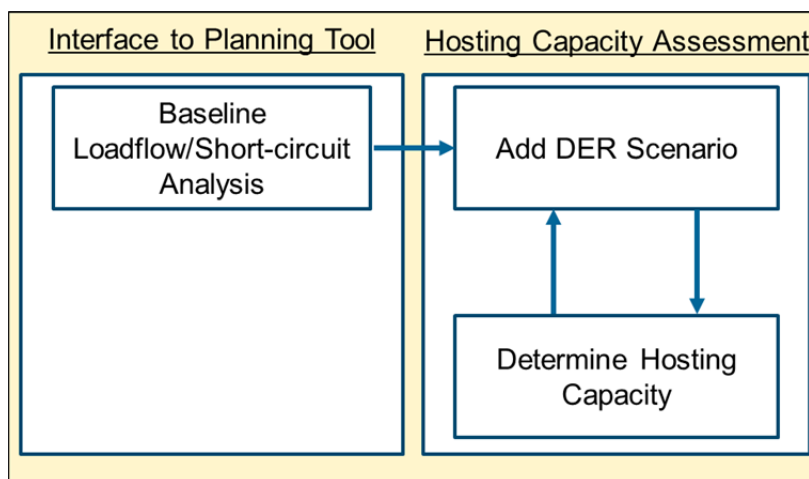 Interface to Planning Tool
Hosting Capacity Assessment
Baseline
Loadflow/Short-circuit
Analysis
Add DER Scenario
Determine Hosting
Capacity